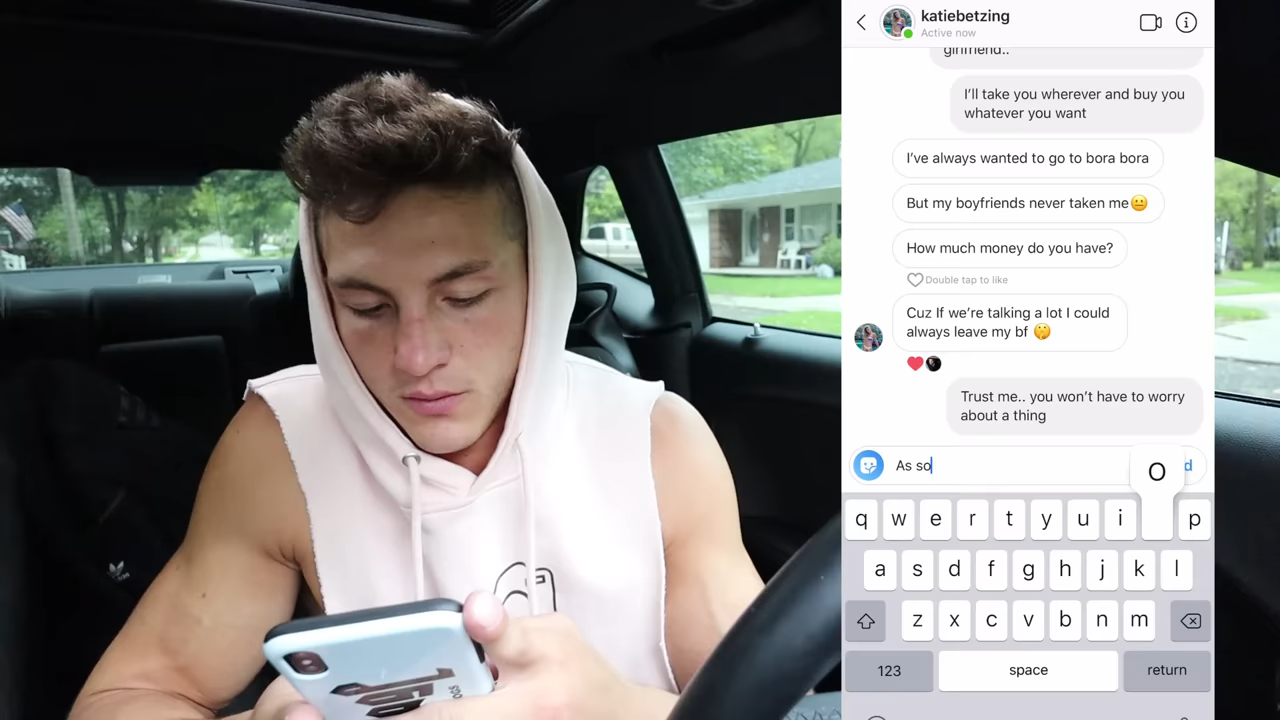 katiebetzing
Active now
girlfriend..
I'll take you wherever and buy you
whatever you want
I've always wanted to go to bora bora
But my boyfriends never taken me😐
How much money do you have?
Double tap to like
Cuz If we're talking a lot I could
always leave my bf 🤔
Trust me.. you won't have to worry
about a thing
As so
O
d
q w e r t y u i p
a s d f g h j k l
z x c v b n m
123 space return